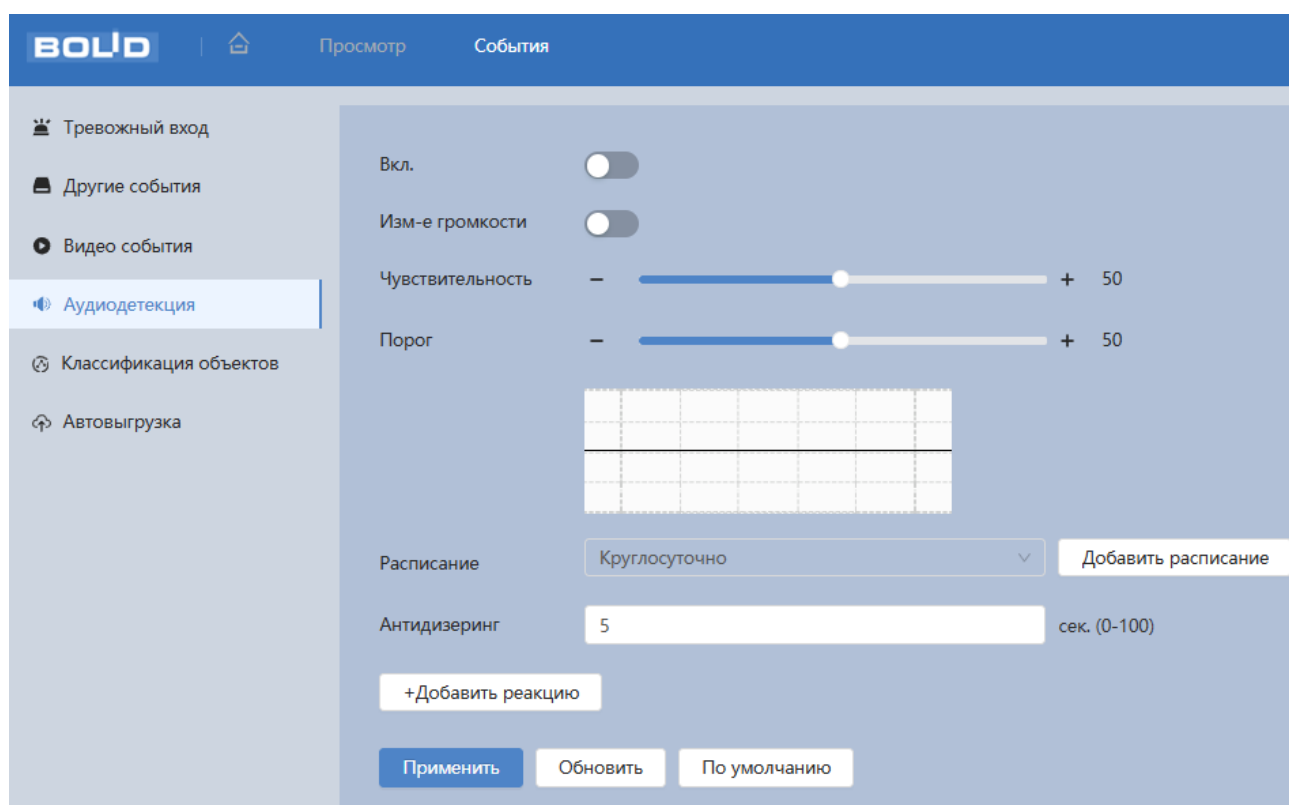 BOLID
Просмотр
События
Тревожный вход
Другие события
Видео события
Аудиодетекция
Классификация объектов
Автовыгрузка
Вкл.
Изм-е громкости
Чувствительность − + 50
Порог − + 50
Расписание Круглосуточно Добавить расписание
Антидизеринг 5 сек. (0-100)
+Добавить реакцию
Применить Обновить По умолчанию